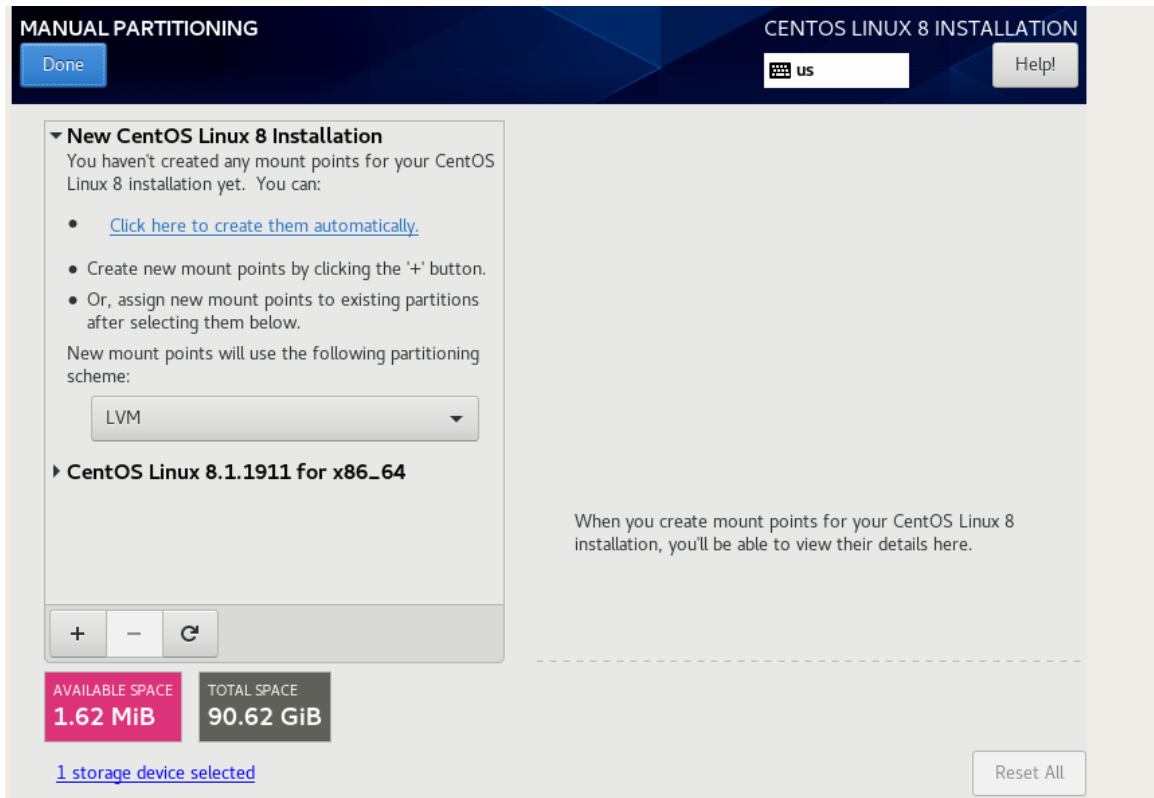 MANUAL PARTITIONING
CENTOS LINUX 8 INSTALLATION
Done
us
Help!
New CentOS Linux 8 Installation
You haven't created any mount points for your CentOS
Linux 8 installation yet. You can:
• Click here to create them automatically.
• Create new mount points by clicking the '+' button.
• Or, assign new mount points to existing partitions
after selecting them below.
New mount points will use the following partitioning
scheme:
LVM
CentOS Linux 8.1.1911 for x86_64
When you create mount points for your CentOS Linux 8
installation, you'll be able to view their details here.
+ −
AVAILABLE SPACE
1.62 MiB
TOTAL SPACE
90.62 GiB
1 storage device selected
Reset All